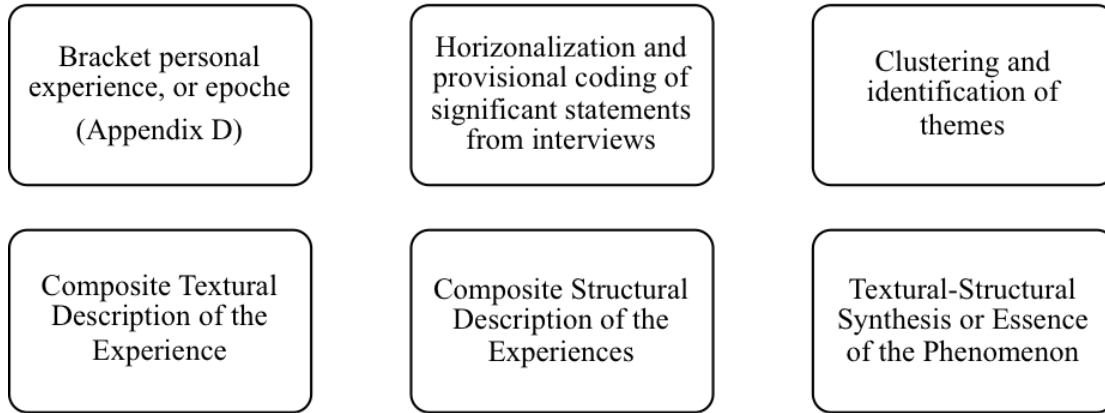 Bracket personal
experience, or epoche
(Appendix D)
Horizonalization and
provisional coding of
significant statements
from interviews
Clustering and
identification of
themes
Composite Textural
Description of the
Experience
Composite Structural
Description of the
Experiences
Textural-Structural
Synthesis or Essence
of the Phenomenon